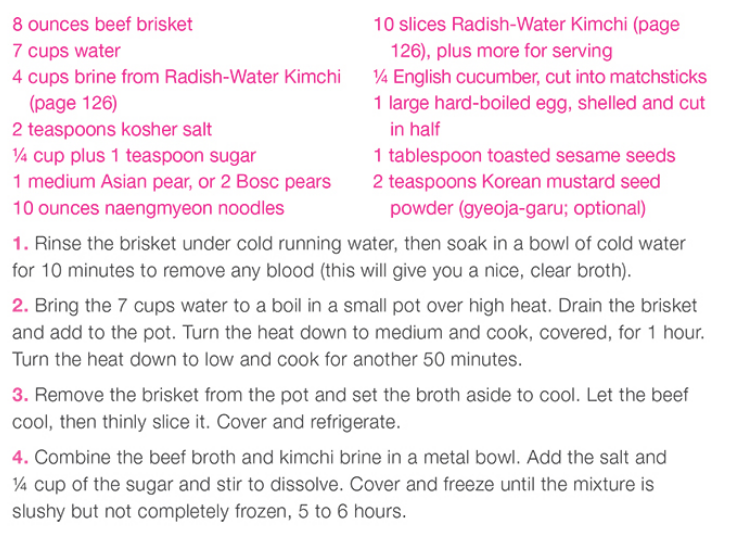 8 ounces beef brisket
7 cups water
4 cups brine from Radish-Water Kimchi
(page 126)
2 teaspoons kosher salt
¼ cup plus 1 teaspoon sugar
1 medium Asian pear, or 2 Bosc pears
10 ounces naengmyeon noodles
10 slices Radish-Water Kimchi (page
126), plus more for serving
¼ English cucumber, cut into matchsticks
1 large hard-boiled egg, shelled and cut
in half
1 tablespoon toasted sesame seeds
2 teaspoons Korean mustard seed
powder (gyeoja-garu; optional)
1. Rinse the brisket under cold running water, then soak in a bowl of cold water
for 10 minutes to remove any blood (this will give you a nice, clear broth).
2. Bring the 7 cups water to a boil in a small pot over high heat. Drain the brisket
and add to the pot. Turn the heat down to medium and cook, covered, for 1 hour.
Turn the heat down to low and cook for another 50 minutes.
3. Remove the brisket from the pot and set the broth aside to cool. Let the beef
cool, then thinly slice it. Cover and refrigerate.
4. Combine the beef broth and kimchi brine in a metal bowl. Add the salt and
¼ cup of the sugar and stir to dissolve. Cover and freeze until the mixture is
slushy but not completely frozen, 5 to 6 hours.